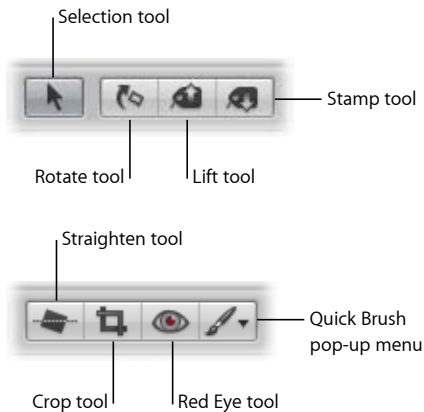 Selection tool
Stamp tool
Rotate tool
Lift tool
Straighten tool
Quick Brush
pop-up menu
Crop tool
Red Eye tool